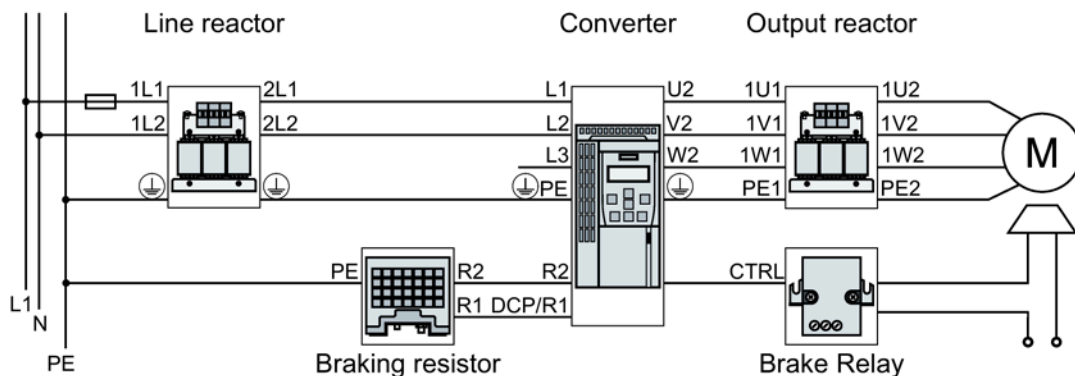 Line reactor Converter Output reactor
1L1 2L1 L1 U2 1U1 1U2
1L2 2L2 L2 V2 1V1 1V2
L3 W2 1W1 1W2
M
PE PE1 PE2
PE R2 R2 CTRL
R1 DCP/R1
L1
N
PE
Braking resistor Brake Relay